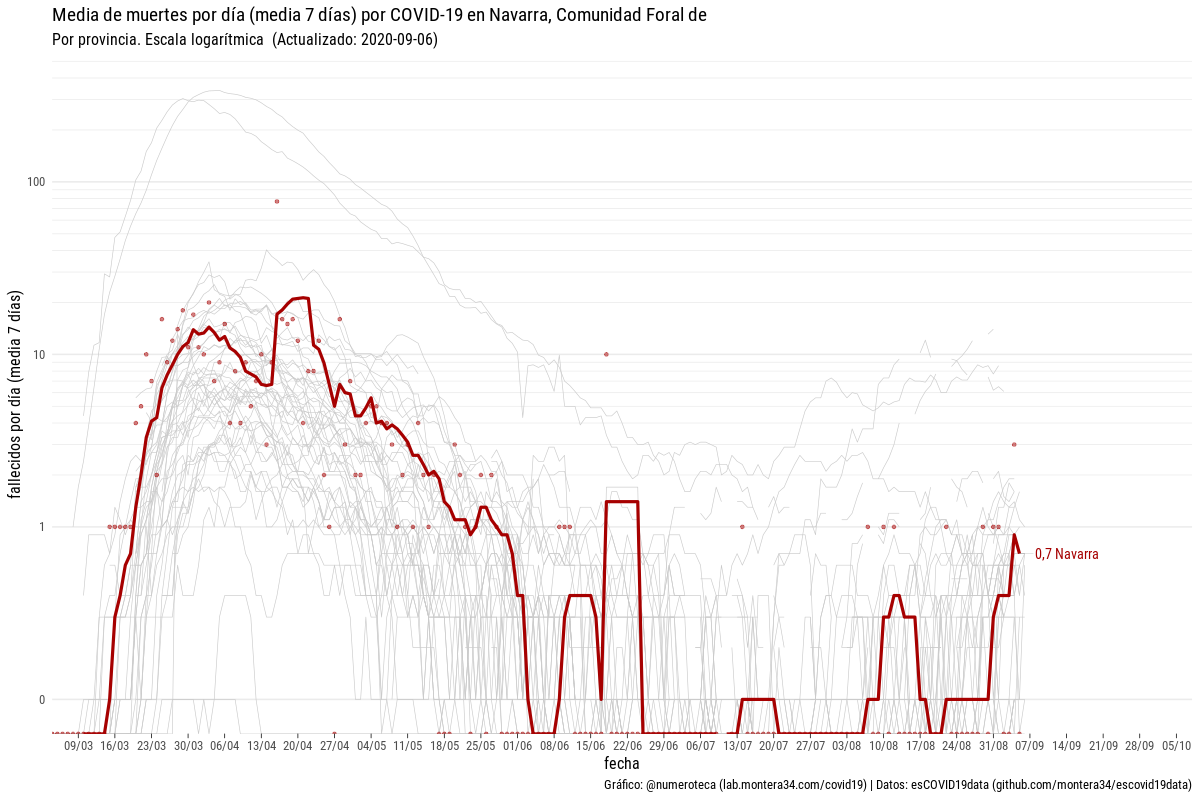 Media de muertes por día (media 7 días) por COVID-19 en Navarra, Comunidad Foral de
Por provincia. Escala logarítmica  (Actualizado: 2020-09-06)
fallecidos por día (media  7 días)
100
10
1
0
0,7 Navarra
09/03 16/03 23/03 30/03 06/04 13/04 20/04 27/04 04/05 11/05 18/05 25/05 01/06 08/06 15/06 22/06 29/06 06/07 13/07 20/07 27/07 03/08 10/08 17/08 24/08 31/08 07/09 14/09 21/09 28/09 05/10
fecha
Gráfico: @numeroteca (lab.montera34.com/covid19) | Datos: esCOVID19data (github.com/montera34/escovid19data)